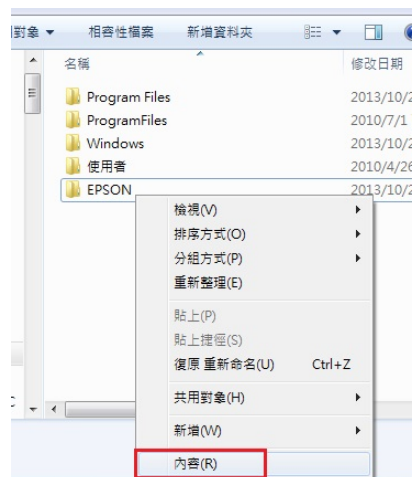 對象 ▼ 相容性檔案 新增資料夾
名稱 修改日期
Program Files 2013/10/2
ProgramFiles 2010/7/1
Windows 2013/10/2
使用者 2010/4/26
EPSON 2013/10/2
檢視(V)
排序方式(O)
分組方式(P)
重新整理(E)
貼上(P)
貼上捷徑(S)
復原 重新命名(U) Ctrl+Z
共用對象(H)
新增(W)
內容(R)